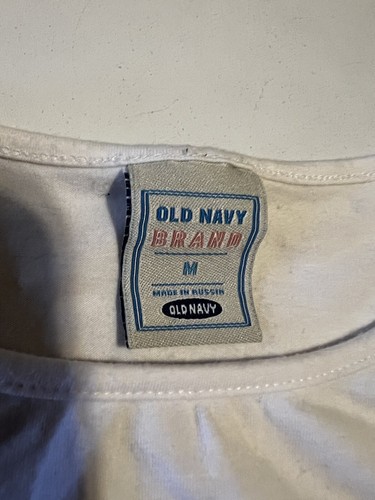 OLD NAVY
BRAND
M
MADE IN RUSSIA
OLD NAVY